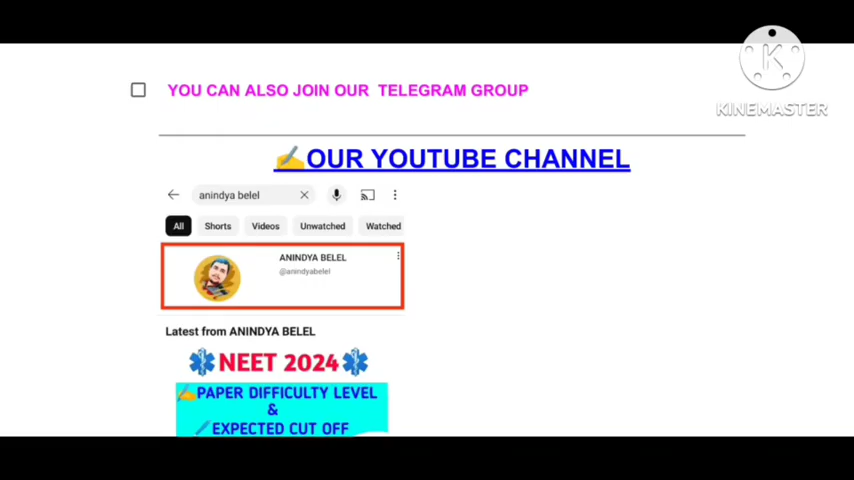 YOU CAN ALSO JOIN OUR TELEGRAM GROUP
K
KINEMASTER
✍OUR YOUTUBE CHANNEL
anindya belel
All Shorts Videos Unwatched Watched
ANINDYA BELEL
@anindyabelel
Latest from ANINDYA BELEL
NEET 2024
PAPER DIFFICULTY LEVEL
&
EXPECTED CUT OFF